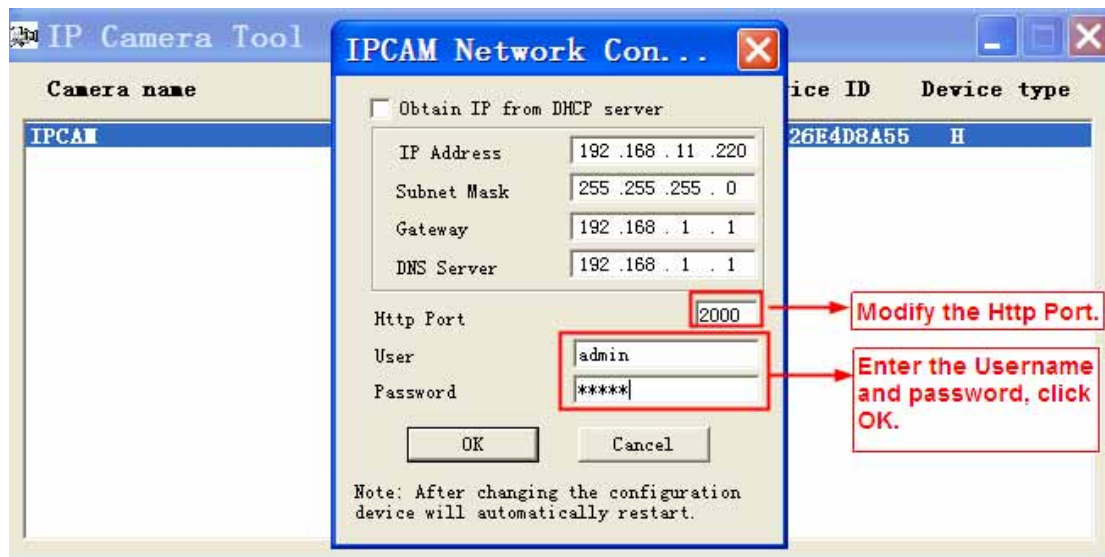 IP Camera Tool
IPCAM Network Con...
Camera name
ice ID
Device type
IPCAM
26E4D8A55
H
Obtain IP from DHCP server
IP Address 192 .168 . 11 .220
Subnet Mask 255 .255 .255 . 0
Gateway 192 .168 . 1 . 1
DNS Server 192 .168 . 1 . 1
Http Port 2000
User admin
Password *****
OK Cancel
Note: After changing the configuration
device will automatically restart.
Modify the Http Port.
Enter the Username
and password, click
OK.